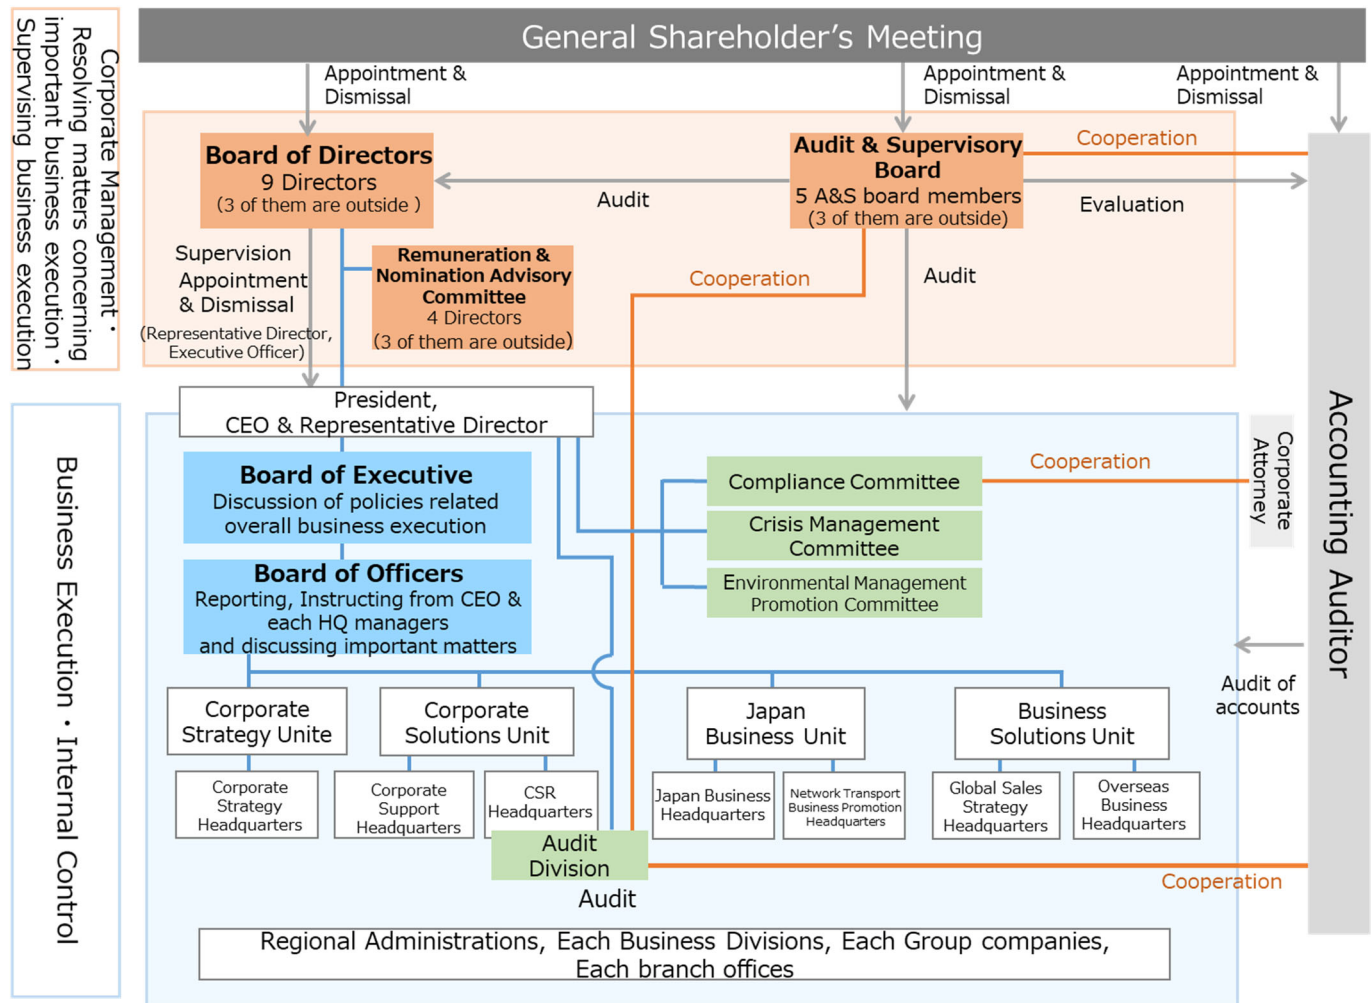 General Shareholder's Meeting
Corporate Management・
Resolving matters concerning
important business execution・
Supervising business execution
Appointment &
Dismissal
Appointment &
Dismissal
Appointment &
Dismissal
Board of Directors
9 Directors
(3 of them are outside )
Audit & Supervisory
Board
5 A&S board members
(3 of them are outside)
Cooperation
Audit
Evaluation
Supervision
Appointment
& Dismissal
(Representative Director,
Executive Officer)
Remuneration &
Nomination Advisory
Committee
4 Directors
(3 of them are outside)
Cooperation
Audit
Accounting Auditor
Business Execution・Internal Control
President,
CEO & Representative Director
Board of Executive
Discussion of policies related
overall business execution
Board of Officers
Reporting, Instructing from CEO &
each HQ managers
and discussing important matters
Compliance Committee
Crisis Management
Committee
Environmental Management
Promotion Committee
Cooperation
Corporate
Attorney
Audit of
accounts
Corporate
Strategy Unite
Corporate
Solutions Unit
Japan
Business Unit
Business
Solutions Unit
Corporate
Strategy
Headquarters
Corporate
Support
Headquarters
CSR
Headquarters
Japan Business
Headquarters
Network Transport
Business Promotion
Headquarters
Global Sales
Strategy
Headquarters
Overseas
Business
Headquarters
Audit
Division
Cooperation
Audit
Regional Administrations, Each Business Divisions, Each Group companies,
Each branch offices